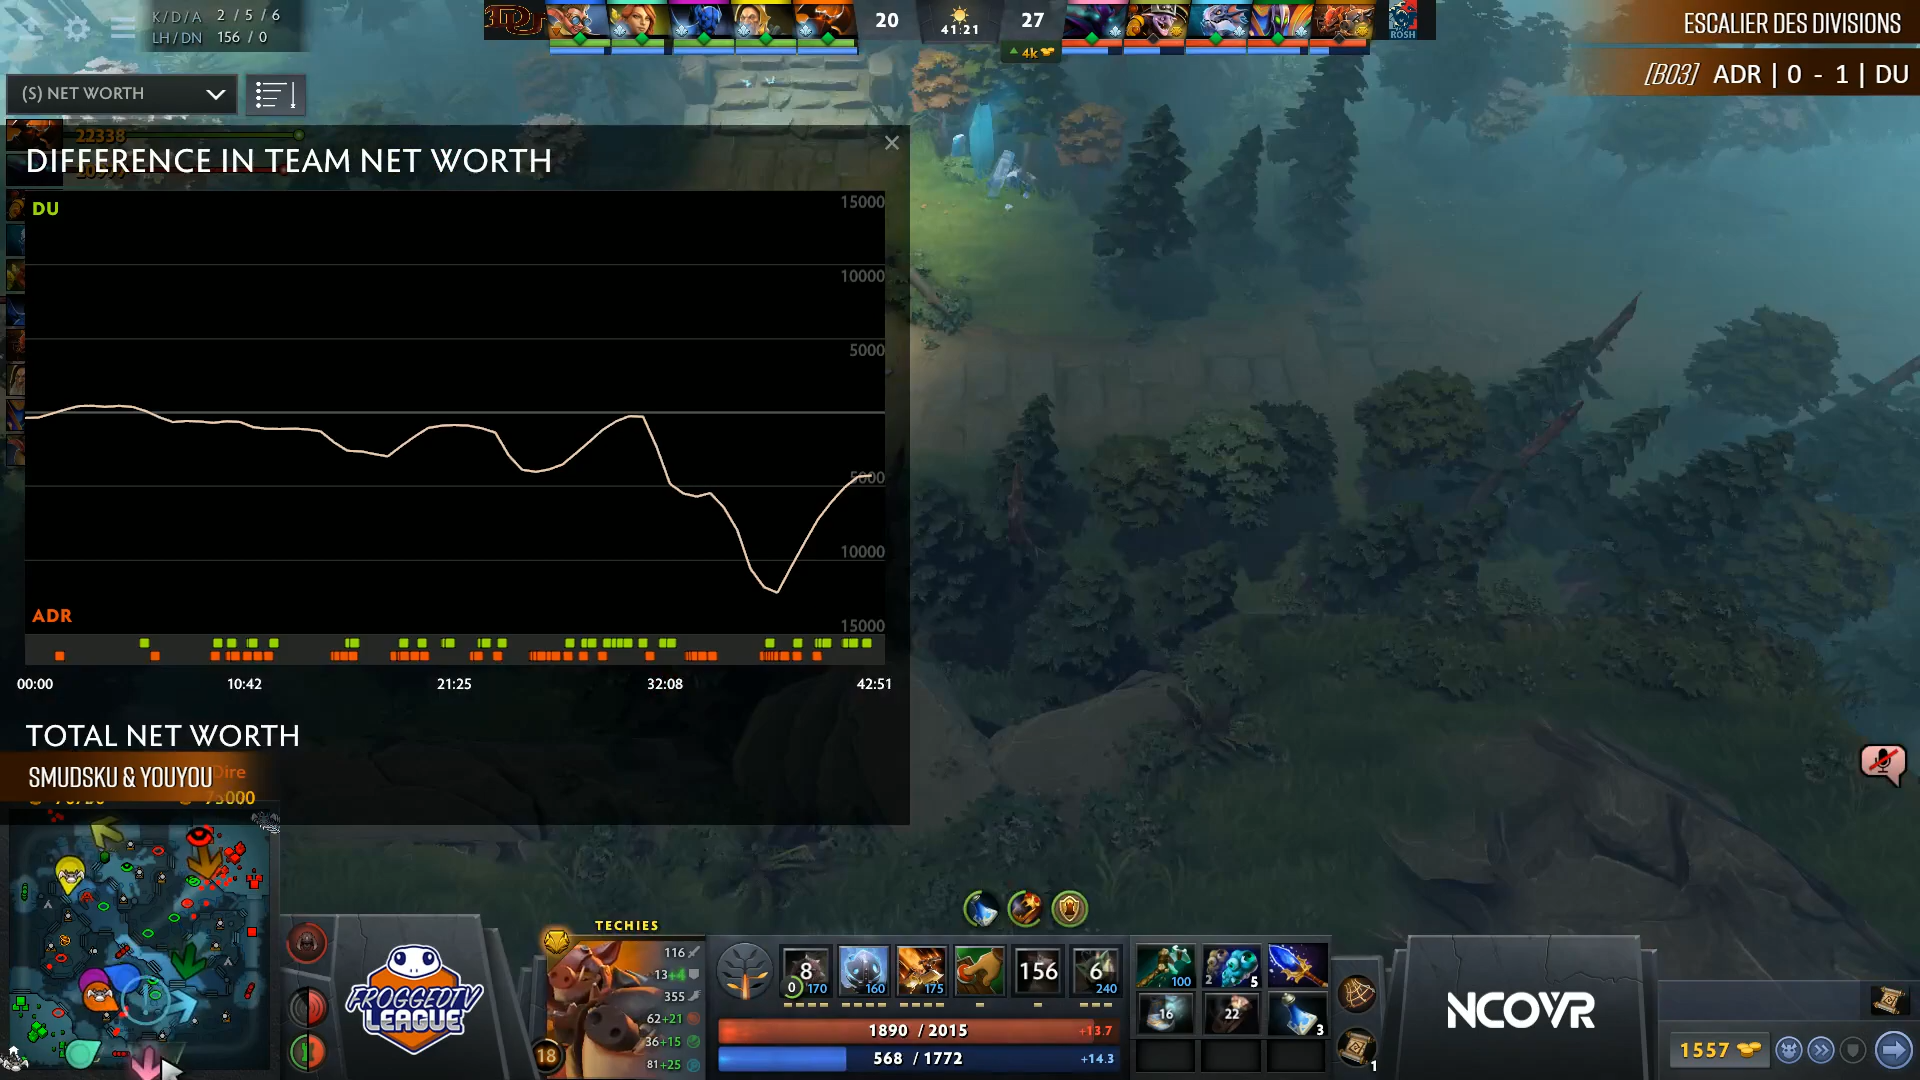 K/D/A 2 / 5 / 6
LH/DN 156 / 0
20
41:21
27
4k
ROSH
ESCALIER DES DIVISIONS
[BO3] ADR | 0 - 1 | DU
(S) NET WORTH
22338
DIFFERENCE IN TEAM NET WORTH
DU
15000
10000
5000
5000
10000
15000
ADR
00:00
10:42
21:25
32:08
42:51
TOTAL NET WORTH
SMUDSKU & YOUYOU
Dire
TECHIES
116
13+4
355
62+21
36+15
81+25
18
8
0
170
160
175
156
6
240
100
2
5
16
22
3
1890 / 2015
+13.7
568 / 1772
+14.3
1
FROGGEDTV
LEAGUE
NCOVR
1557